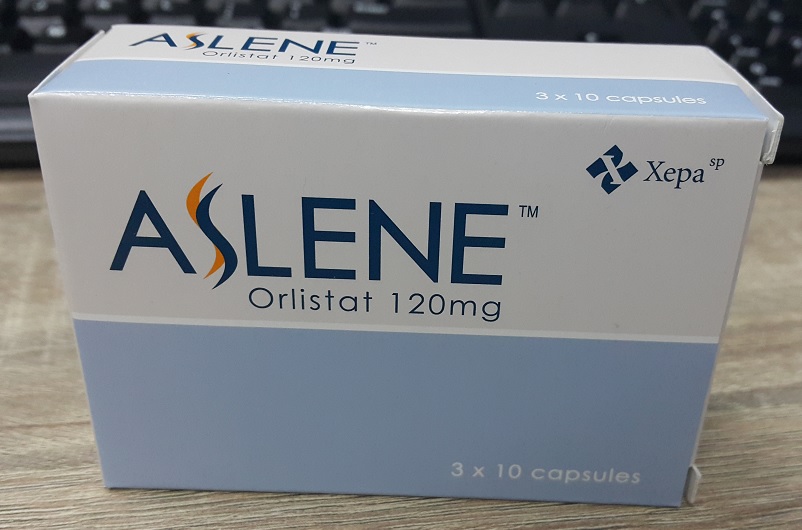 ASLENE™
Orlistat 120mg
3 x 10 capsules
Xepa sp
ASLENE™
Orlistat 120mg
3 x 10 capsules